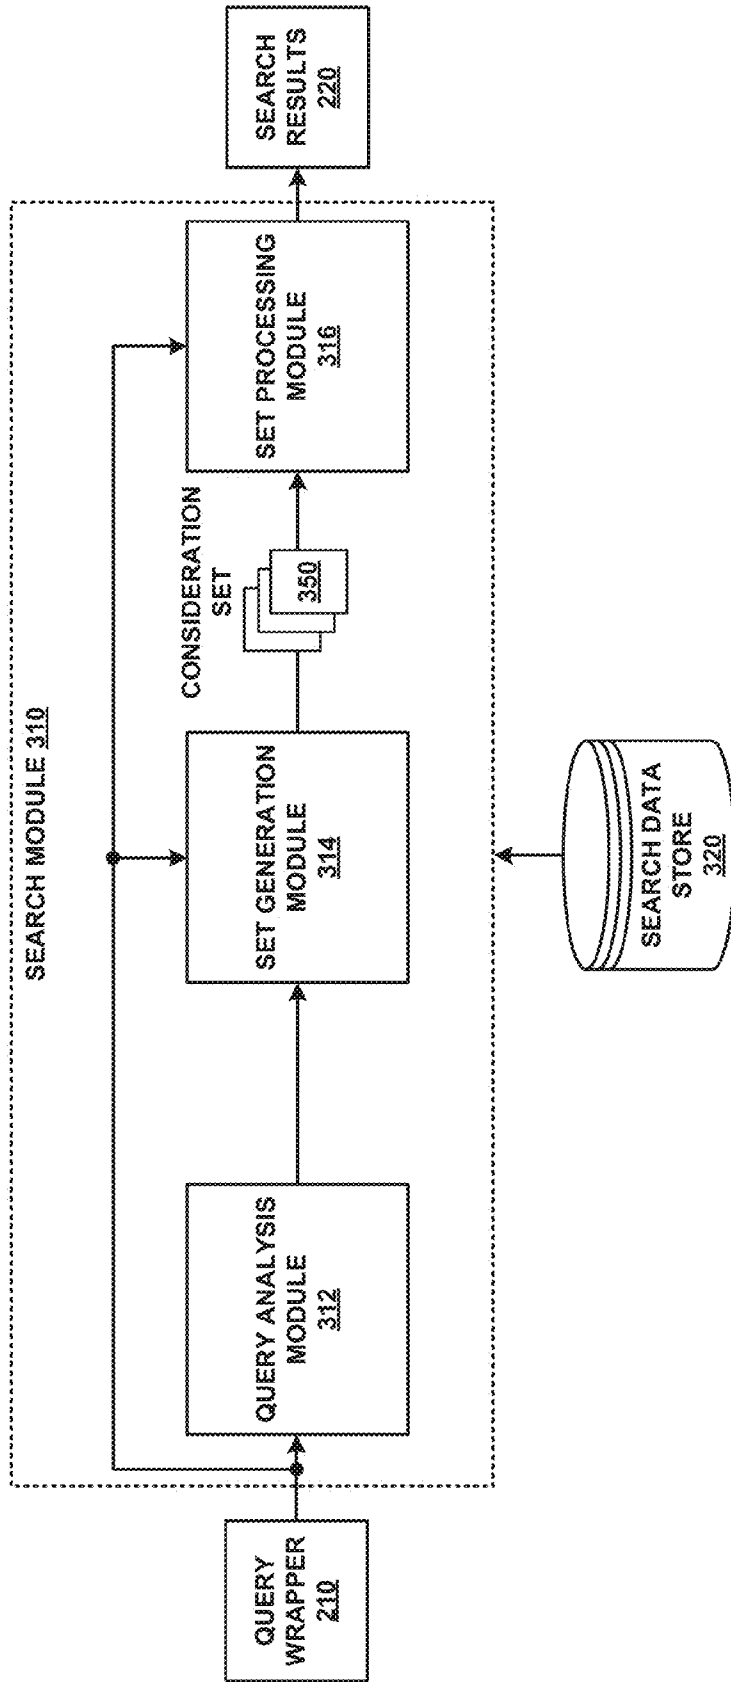 SEARCH MODULE 310
QUERY
WRAPPER
210
QUERY ANALYSIS
MODULE
312
SET GENERATION
MODULE
314
CONSIDERATION
SET
350
SET PROCESSING
MODULE
316
SEARCH
RESULTS
220
SEARCH DATA
STORE
320